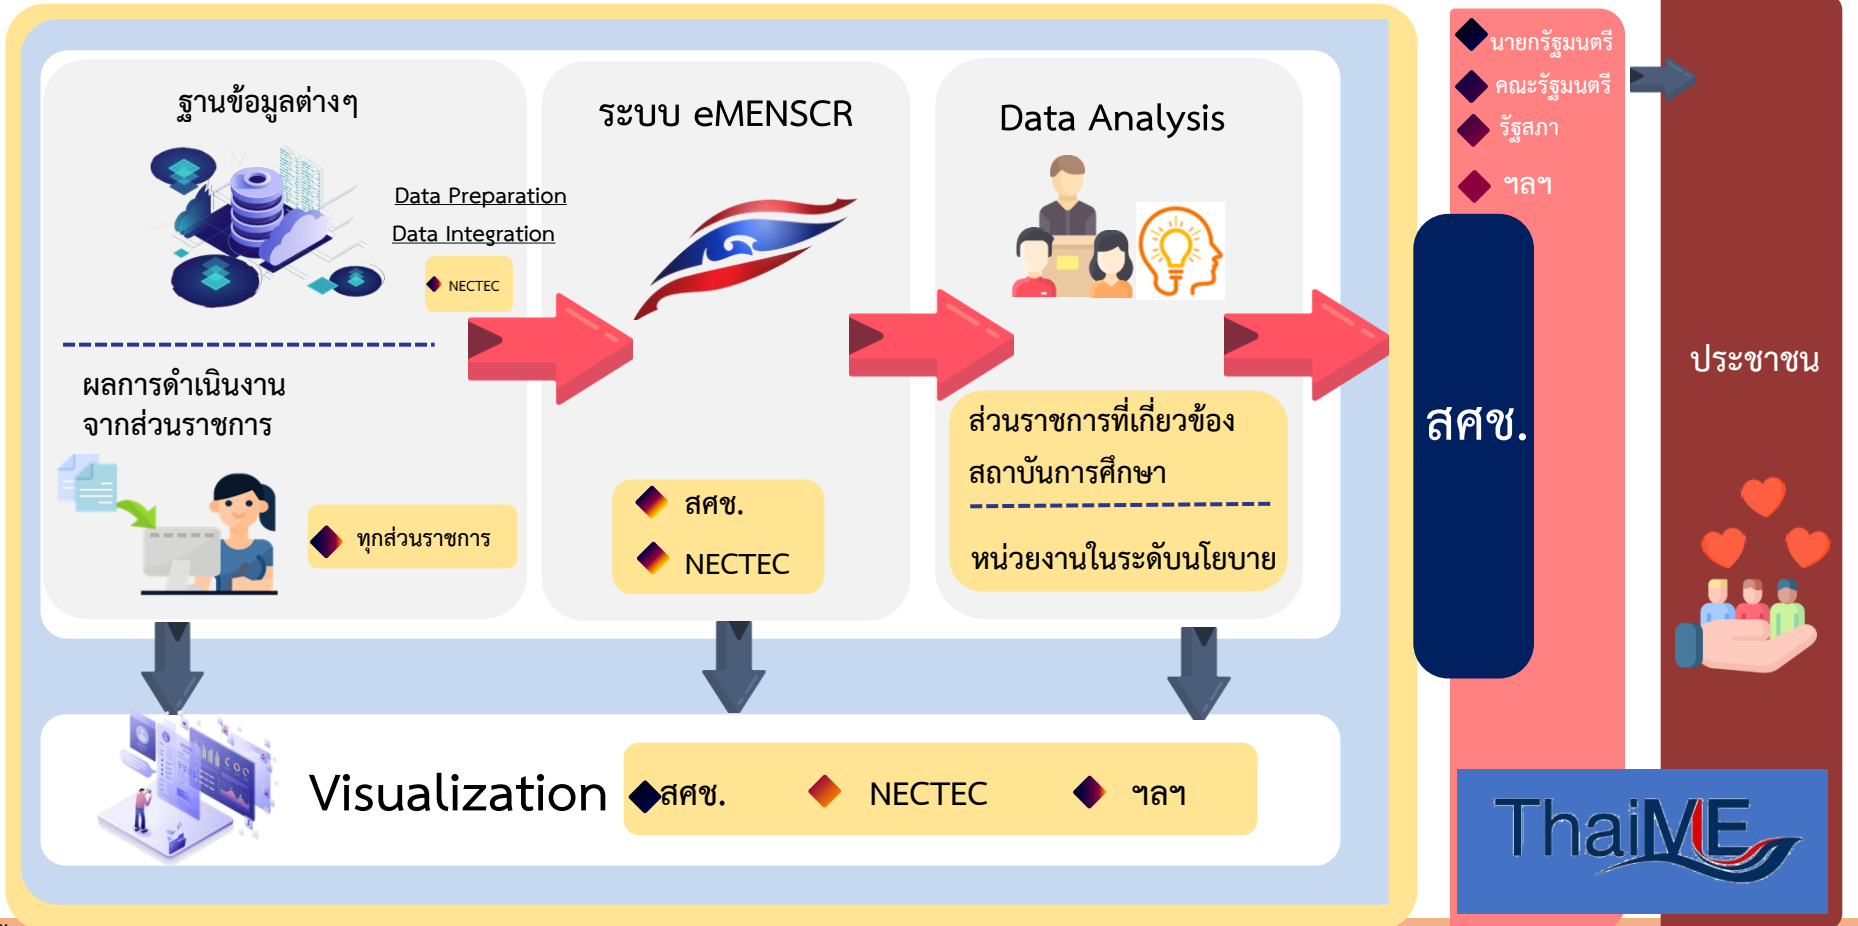 ฐานข้อมูลต่างๆ
Data Preparation
Data Integration
NECTEC
ผลการดำเนินงาน
จากส่วนราชการ
ทุกส่วนราชการ
ระบบ eMENSCR
สศช.
NECTEC
Data Analysis
ส่วนราชการที่เกี่ยวข้อง
สถาบันการศึกษา
หน่วยงานในระดับนโยบาย
Visualization
สศช.
NECTEC
ฯลฯ
นายกรัฐมนตรี
คณะรัฐมนตรี
รัฐสภา
ฯลฯ
สศช.
ประชาชน
ThaiME